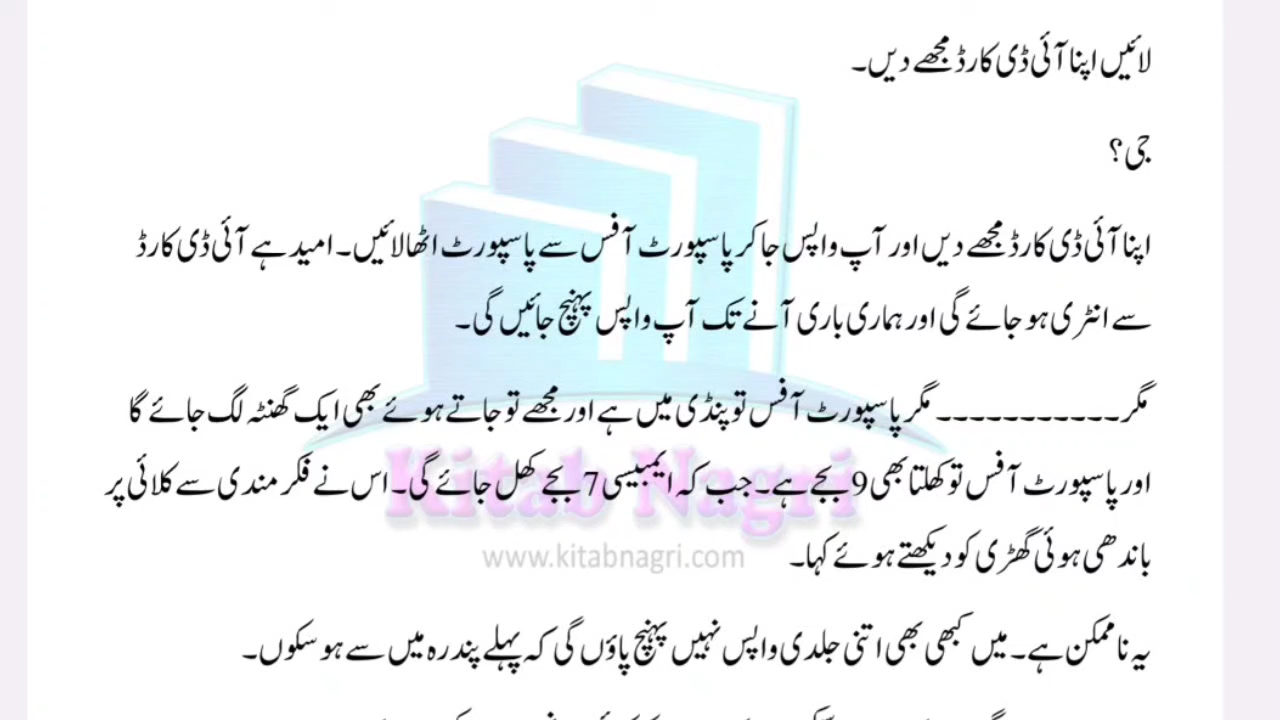 لائیں اپنا آئی ڈی کارڈ مجھے دیں۔
جی؟
اپنا آئی ڈی کارڈ مجھے دیں اور آپ واپس جا کر پاسپورٹ آفس سے پاسپورٹ اٹھا لائیں۔ امید ہے آئی ڈی کارڈ
سے انٹری ہو جائے گی اور ہماری باری آنے تک آپ واپس پہنچ جائیں گی۔
مگر۔۔۔۔۔۔۔۔۔۔۔ مگر پاسپورٹ آفس تو پنڈی میں ہے اور مجھے تو جاتے ہوئے بھی ایک گھنٹہ لگ جائے گا
اور پاسپورٹ آفس تو کھلتا بھی 9 بجے ہے۔ جب کہ ایمبیسی 7 بجے کھل جائے گی۔ اس نے فکر مندی سے کلائی پر
باندھی ہوئی گھڑی کو دیکھتے ہوئے کہا۔
یہ ناممکن ہے۔ میں کبھی بھی اتنی جلدی واپس نہیں پہنچ پاؤں گی کہ پہلے پندرہ میں سے ہو سکوں۔
Kitab Nagri
www.kitabnagri.com